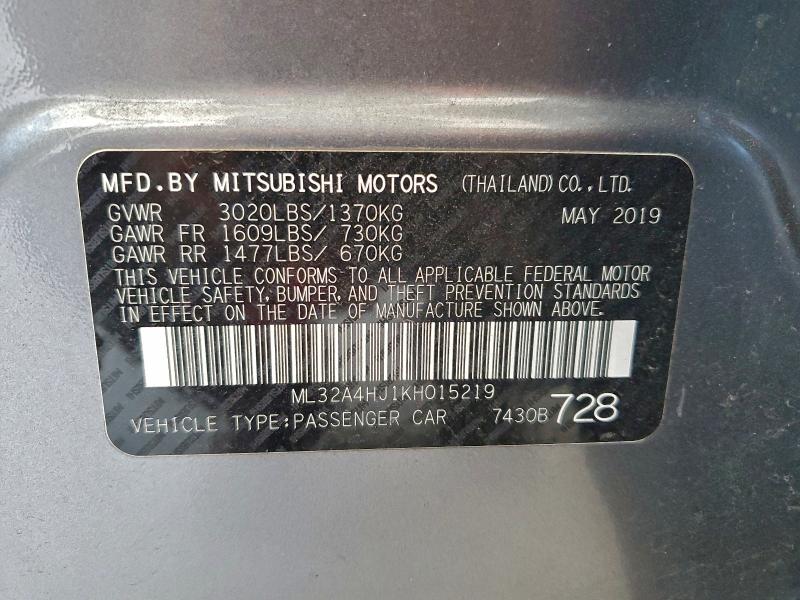 MFD.BY MITSUBISHI MOTORS (THAILAND) CO.,LTD.
GVWR 3020LBS/1370KG MAY 2019
GAWR FR 1609LBS/ 730KG
GAWR RR 1477LBS/ 670KG
THIS VEHICLE CONFORMS TO ALL APPLICABLE FEDERAL MOTOR
VEHICLE SAFETY, BUMPER, AND THEFT PREVENTION STANDARDS
IN EFFECT ON THE DATE OF MANUFACTURE SHOWN ABOVE.
ML32A4HJ1KH015219
VEHICLE TYPE:PASSENGER CAR 7430B 728